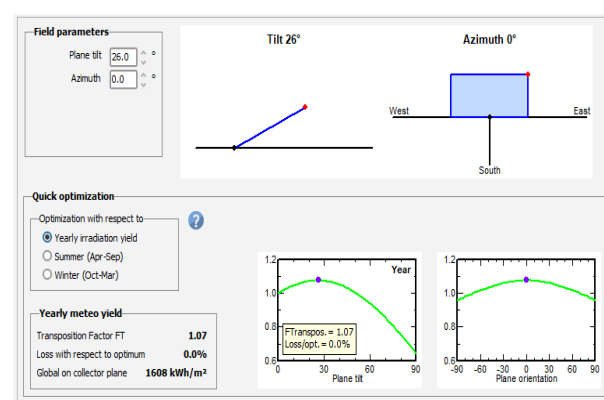 Field parameters
Plane tilt 26.0 °
Azimuth 0.0 °
Tilt 26°
Azimuth 0°
West East
South
Quick optimization
Optimization with respect to
Yearly irradiation yield
Summer (Apr-Sep)
Winter (Oct-Mar)
?
Yearly meteo yield
Transposition Factor FT 1.07
Loss with respect to optimum 0.0%
Global on collector plane 1608 kWh/m²
Year
1.2
1.0
0.8
0.6
FTranspos. = 1.07
Loss/opt. = 0.0%
0 30 60 90
Plane tilt
1.2
1.0
0.8
0.6
-90 -60 -30 0 30 60 90
Plane orientation